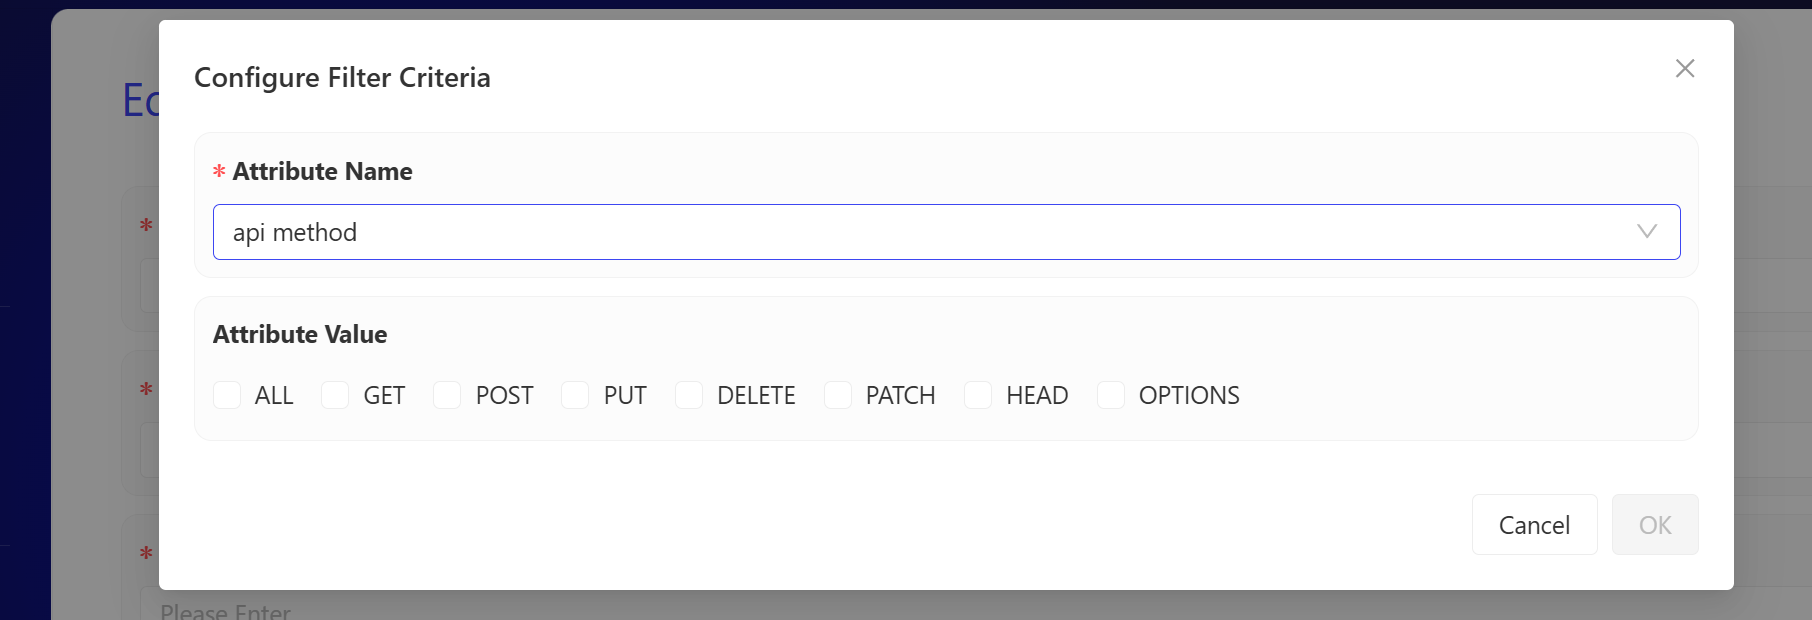 Configure Filter Criteria
* Attribute Name
api method
Attribute Value
ALL GET POST PUT DELETE PATCH HEAD OPTIONS
Cancel OK
*
*
*
Please Enter